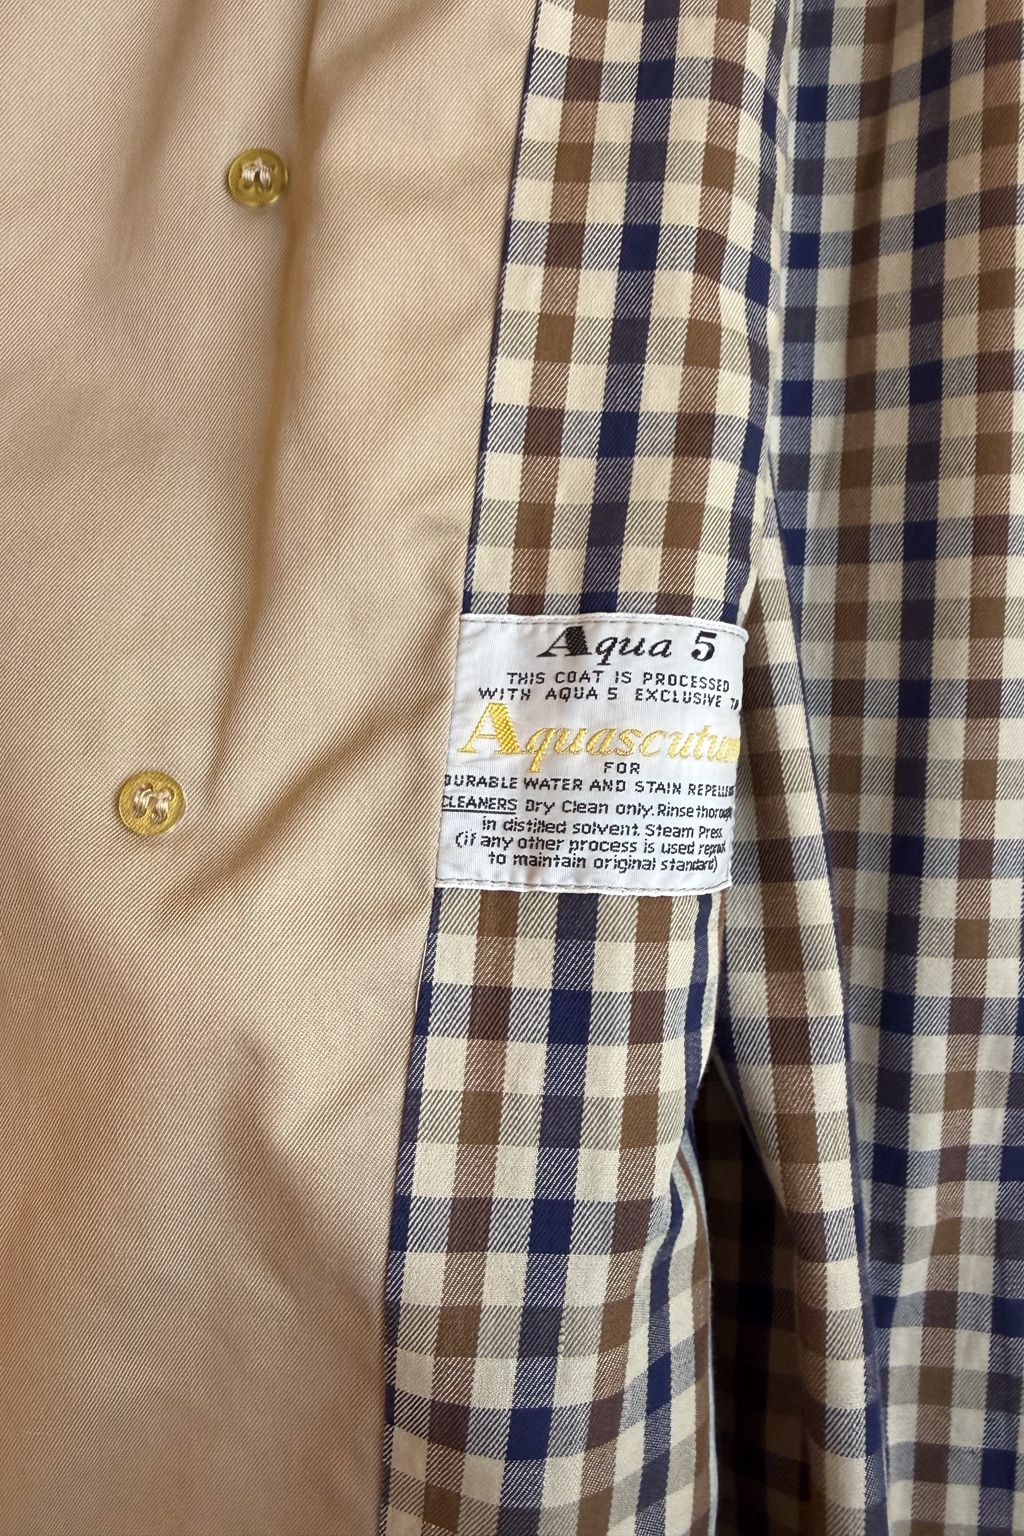 Aqua 5
THIS COAT IS PROCESSED
WITH AQUA 5 EXCLUSIVE
Aquascutum
FOR
DURABLE WATER AND STAIN
CLEANERS Dry Clean only. Rinse
in distilled solvent. Steam Press
(if any other process is used
to maintain original standard)